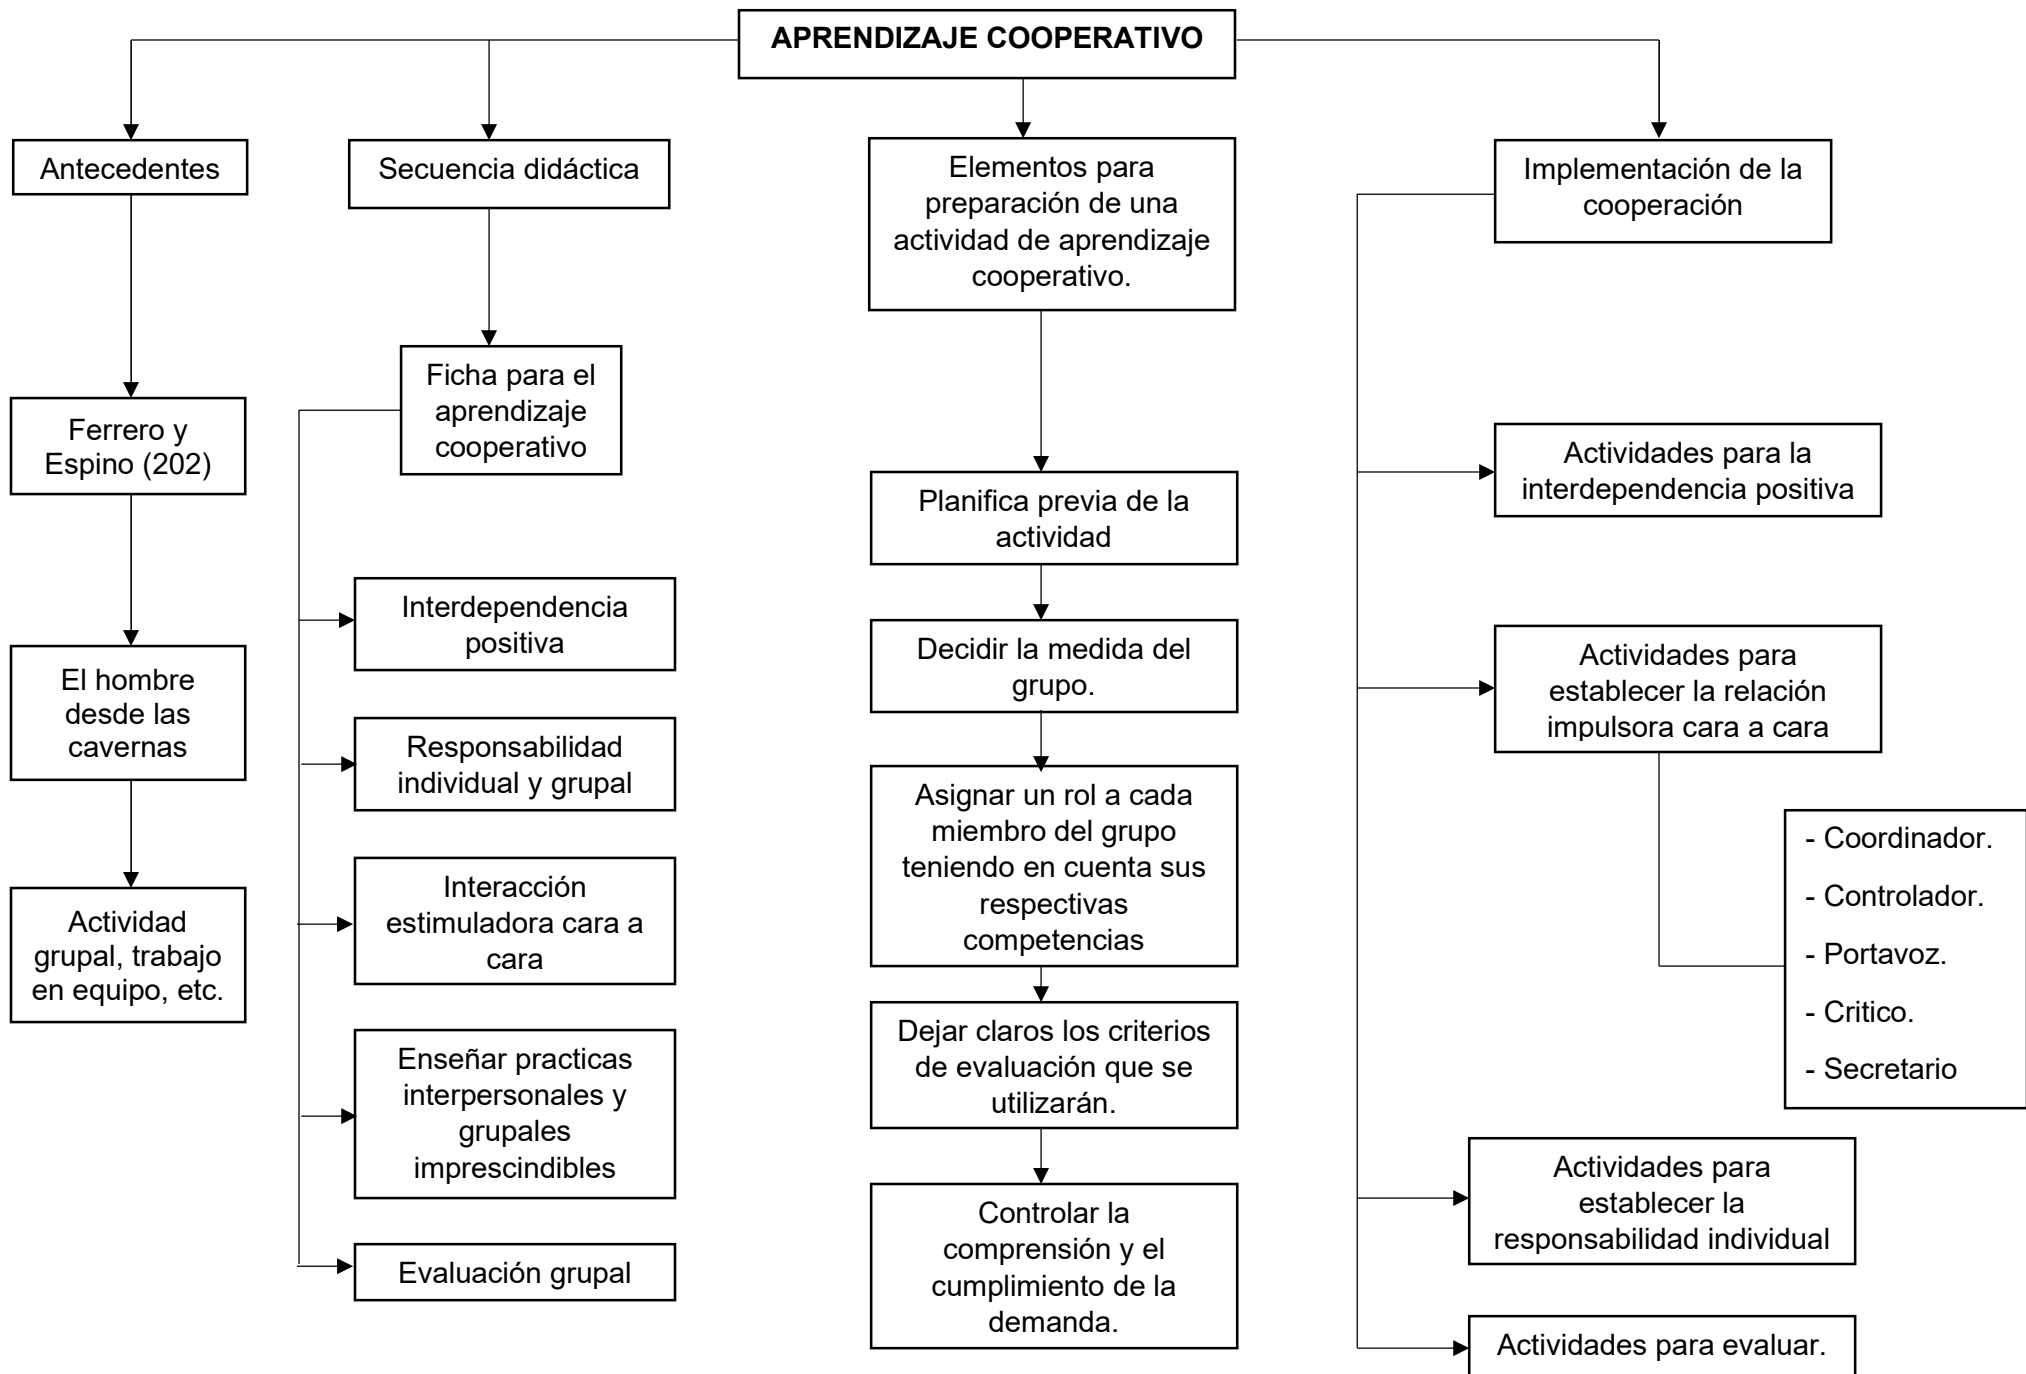 APRENDIZAJE COOPERATIVO
Antecedentes
Ferrero y
Espino (202)
El hombre
desde las
cavernas
Actividad
grupal, trabajo
en equipo, etc.
Secuencia didáctica
Ficha para el
aprendizaje
cooperativo
Interdependencia
positiva
Responsabilidad
individual y grupal
Interacción
estimuladora cara a
cara
Enseñar practicas
interpersonales y
grupales
imprescindibles
Evaluación grupal
Elementos para
preparación de una
actividad de aprendizaje
cooperativo.
Planifica previa de la
actividad
Decidir la medida del
grupo.
Asignar un rol a cada
miembro del grupo
teniendo en cuenta sus
respectivas
competencias
Dejar claros los criterios
de evaluación que se
utilizarán.
Controlar la
comprensión y el
cumplimiento de la
demanda.
Implementación de la
cooperación
Actividades para la
interdependencia positiva
Actividades para
establecer la relación
impulsora cara a cara
- Coordinador.
- Controlador.
- Portavoz.
- Critico.
- Secretario
Actividades para
establecer la
responsabilidad individual
Actividades para evaluar.